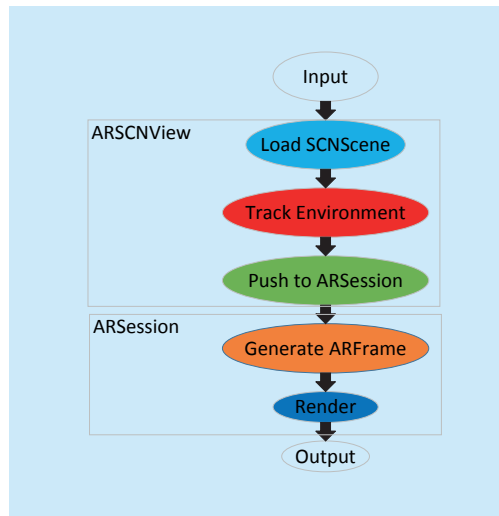 Input
ARSCNView
Load SCNScene
Track Environment
Push to ARSession
ARSession
Generate ARFrame
Render
Output